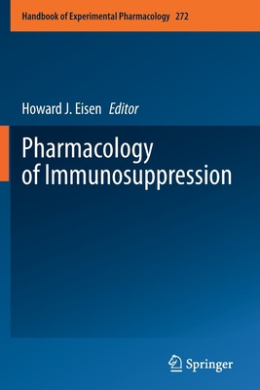 Handbook of Experimental Pharmacology 272
Howard J. Eisen Editor
Pharmacology
of Immunosuppression
Springer